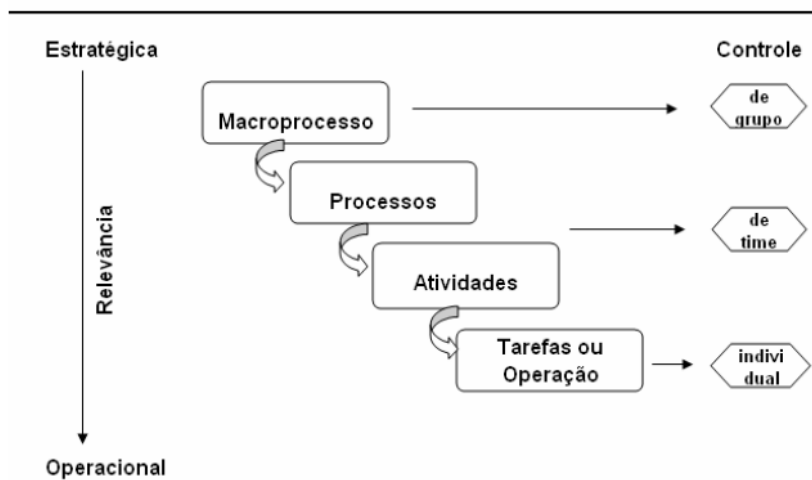 Estratégica
Controle
Macroprocesso
de
grupo
Processos
de
time
Relevância
Atividades
Tarefas ou
Operação
indivi
dual
Operacional